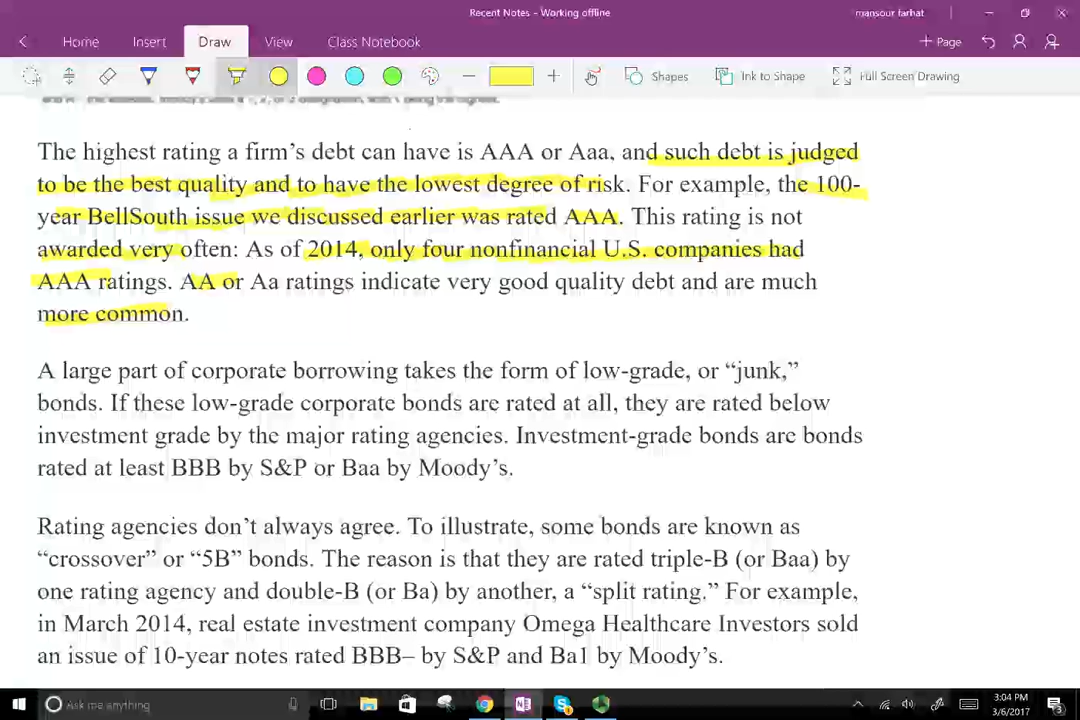 Recent Notes - Working offline
mansour farhat
Home Insert Draw View Class Notebook
Page
Shapes Ink to Shape Full Screen Drawing
The highest rating a firm's debt can have is AAA or Aaa, and such debt is judged
to be the best quality and to have the lowest degree of risk. For example, the 100-
year BellSouth issue we discussed earlier was rated AAA. This rating is not
awarded very often: As of 2014, only four nonfinancial U.S. companies had
AAA ratings. AA or Aa ratings indicate very good quality debt and are much
more common.
A large part of corporate borrowing takes the form of low-grade, or “junk,”
bonds. If these low-grade corporate bonds are rated at all, they are rated below
investment grade by the major rating agencies. Investment-grade bonds are bonds
rated at least BBB by S&P or Baa by Moody's.
Rating agencies don't always agree. To illustrate, some bonds are known as
“crossover” or “5B” bonds. The reason is that they are rated triple-B (or Baa) by
one rating agency and double-B (or Ba) by another, a “split rating.” For example,
in March 2014, real estate investment company Omega Healthcare Investors sold
an issue of 10-year notes rated BBB– by S&P and Ba1 by Moody's.
Ask me anything
3:04 PM
3/6/2017